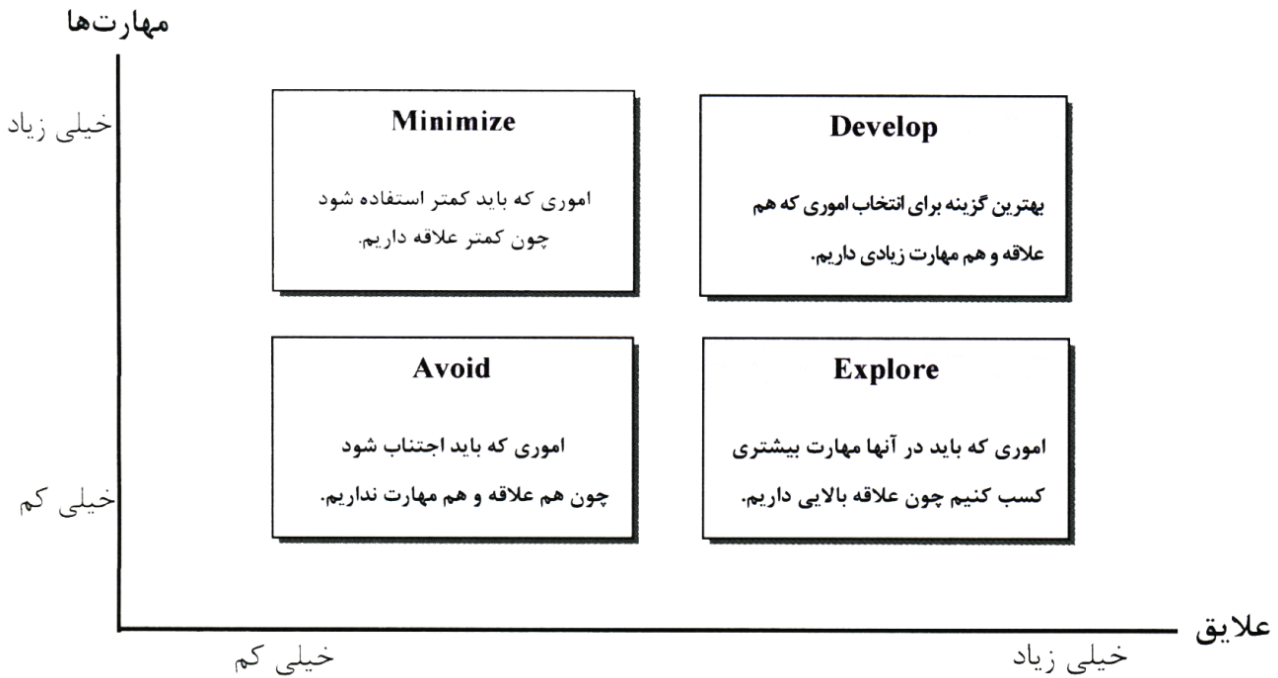 مهارت‌ها
خیلی زیاد
Minimize
اموری که باید کمتر استفاده شود
چون کمتر علاقه داریم.
Develop
بهترین گزینه برای انتخاب اموری که هم
علاقه و هم مهارت زیادی داریم.
Avoid
اموری که باید اجتناب شود
چون هم علاقه و هم مهارت نداریم.
Explore
اموری که باید در آنها مهارت بیشتری
کسب کنیم چون علاقه بالایی داریم.
خیلی کم
علایق
خیلی کم
خیلی زیاد